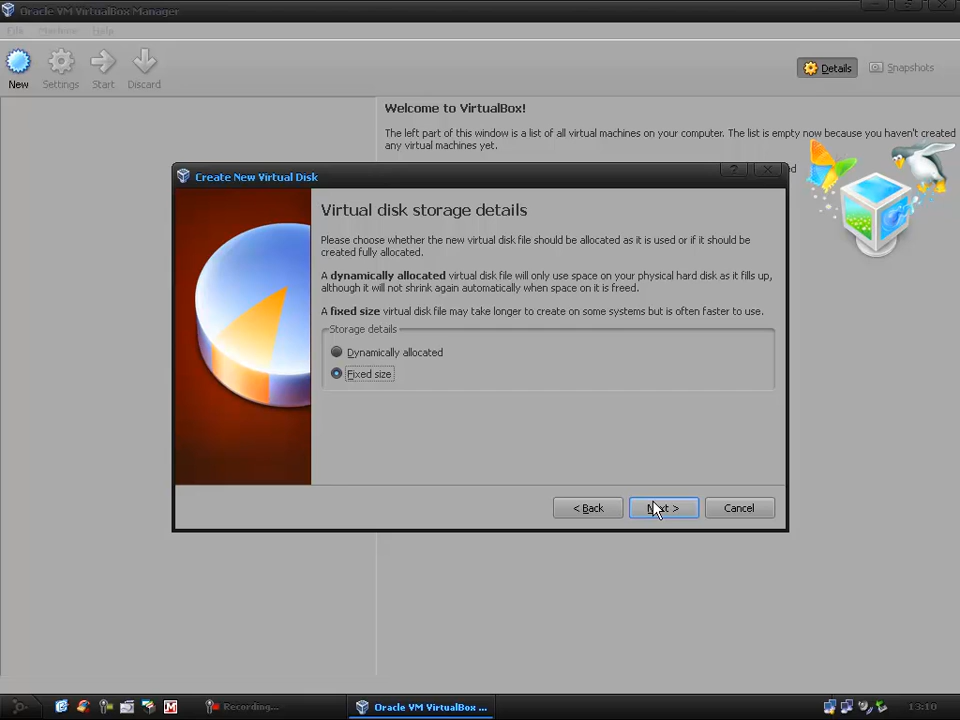 Oracle VM VirtualBox Manager
File Machine Help
New Settings Start Discard
Details Snapshots
Welcome to VirtualBox!
The left part of this window is a list of all virtual machines on your computer. The list is empty now because you haven't created
any virtual machines yet.
Create New Virtual Disk
Virtual disk storage details
Please choose whether the new virtual disk file should be allocated as it is used or if it should be
created fully allocated.
A dynamically allocated virtual disk file will only use space on your physical hard disk as it fills up,
although it will not shrink again automatically when space on it is freed.
A fixed size virtual disk file may take longer to create on some systems but is often faster to use.
Storage details
Dynamically allocated
Fixed size
< Back Next > Cancel
Recording... Oracle VM VirtualBox ... 13:10